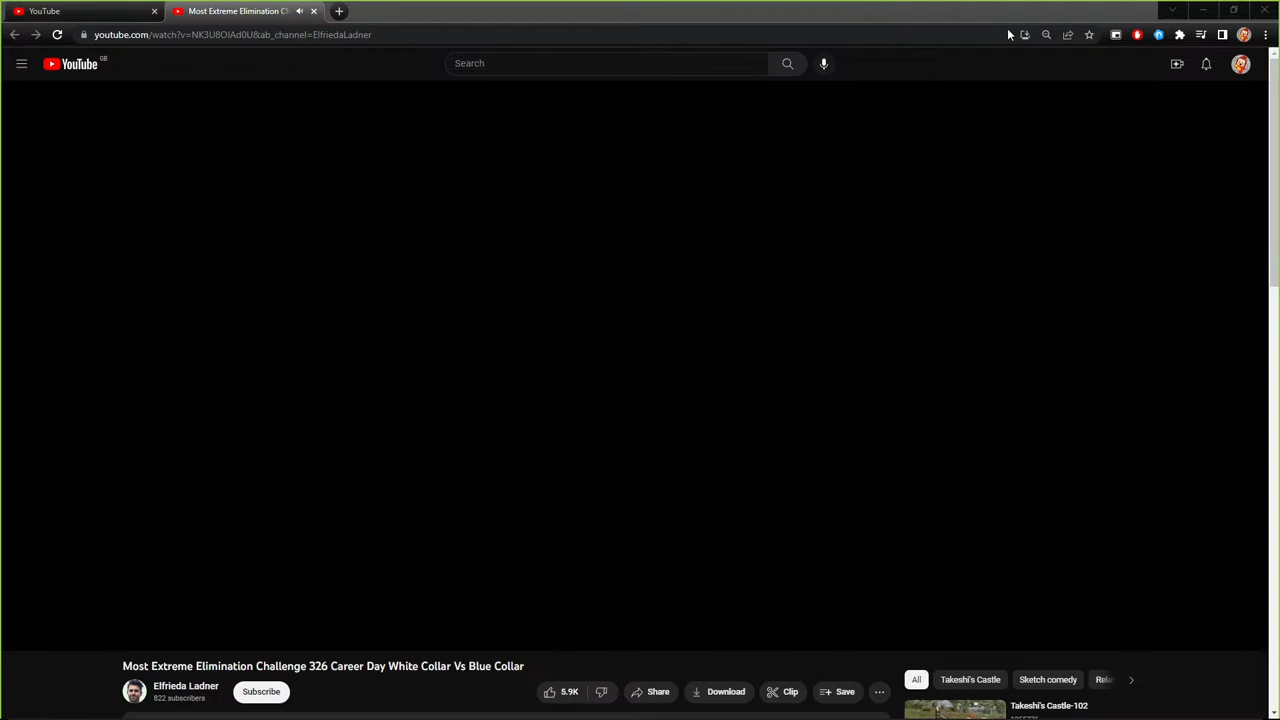 YouTube
Most Extreme Elimination Ch
youtube.com/watch?v=NK3U8OIAd0U&ab_channel=ElfriedaLadner
YouTube GB
Search
Most Extreme Elimination Challenge 326 Career Day White Collar Vs Blue Collar
Elfrieda Ladner
822 subscribers
Subscribe
5.9K
Share
Download
Clip
Save
All
Takeshi's Castle
Sketch comedy
Rela
Takeshi's Castle-102